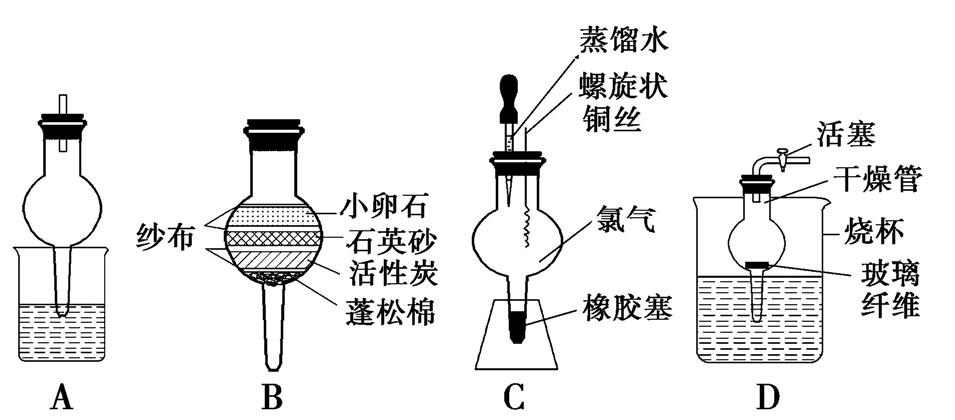 A
纱布
小卵石
石英砂
活性炭
蓬松棉
B
蒸馏水
螺旋状
铜丝
氯气
橡胶塞
C
活塞
干燥管
烧杯
玻璃
纤维
D